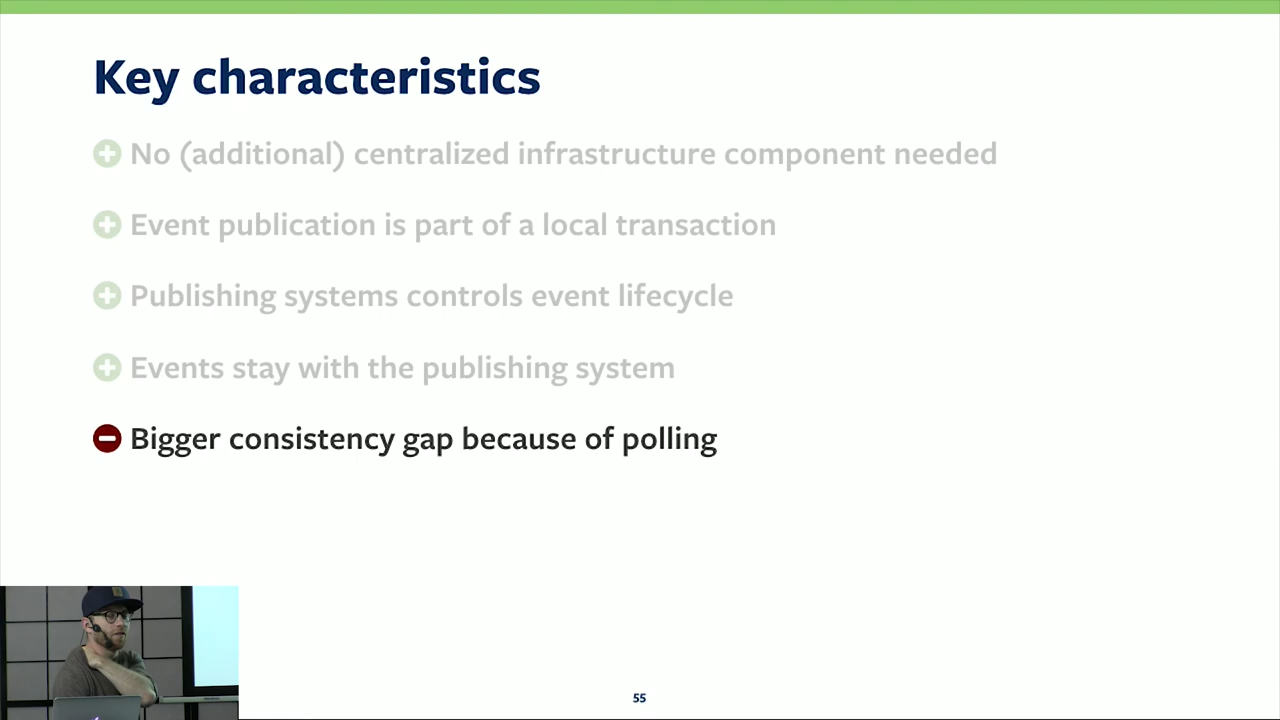 Key characteristics
No (additional) centralized infrastructure component needed
Event publication is part of a local transaction
Publishing systems controls event lifecycle
Events stay with the publishing system
Bigger consistency gap because of polling
55